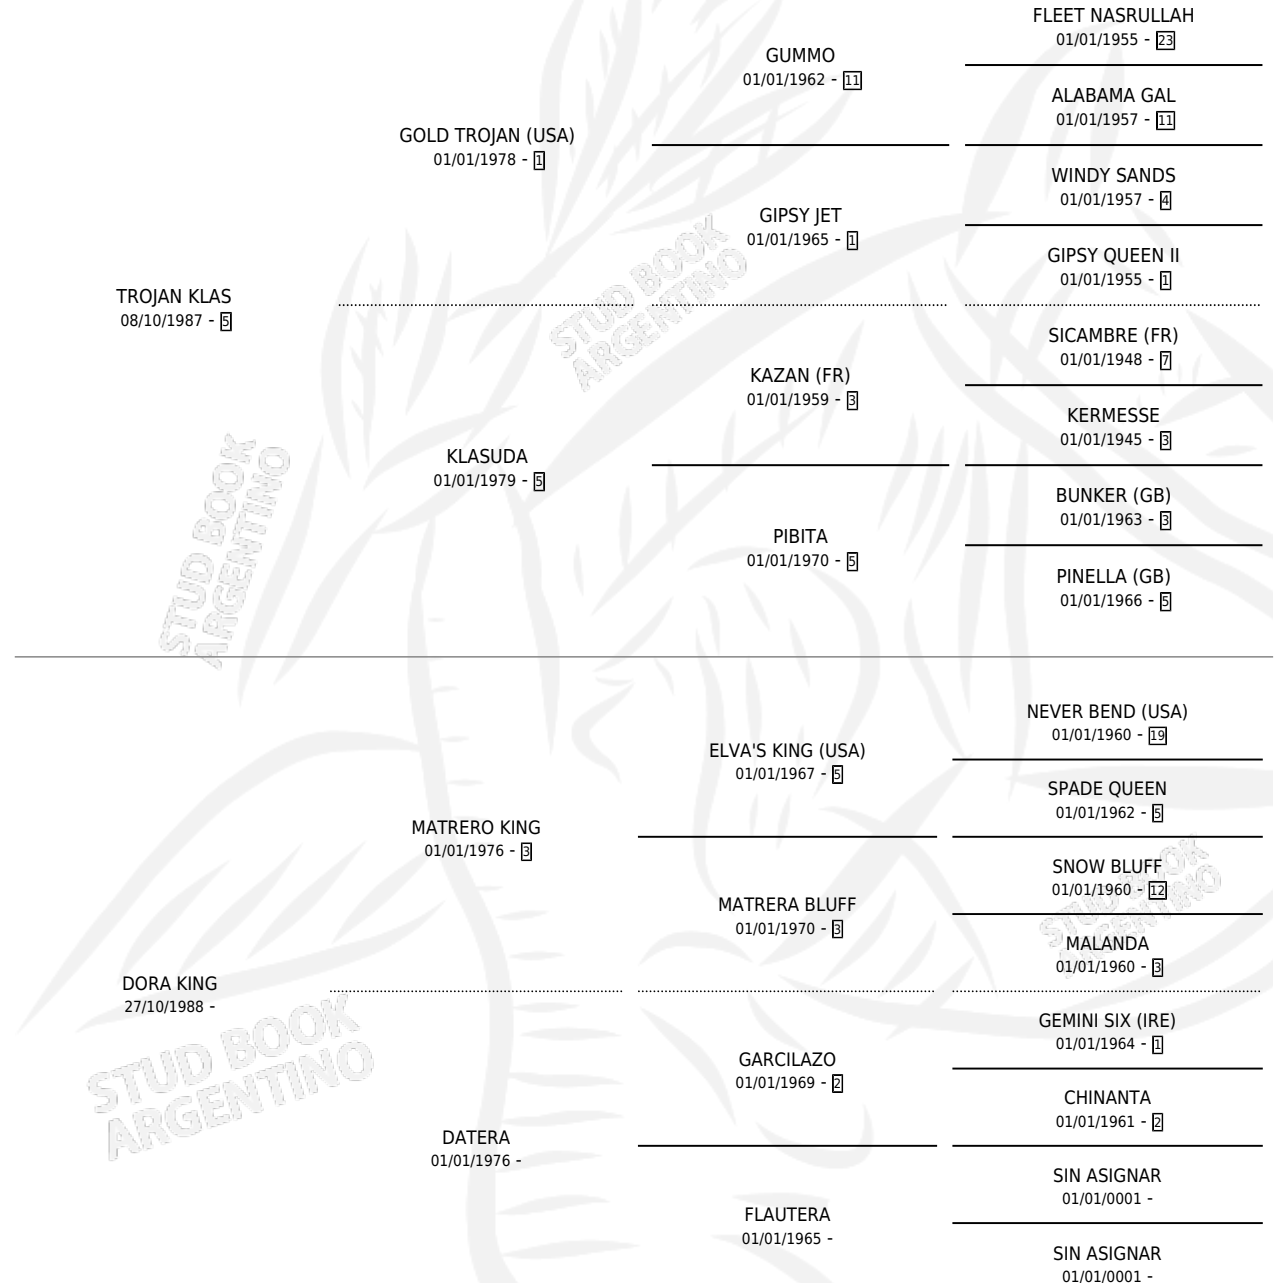 FLEET NASRULLAH
01/01/1955 - 23
GUMMO
01/01/1962 - 11
ALABAMA GAL
01/01/1957 - 11
GOLD TROJAN (USA)
01/01/1978 - 1
WINDY SANDS
01/01/1957 - 4
GIPSY JET
01/01/1965 - 1
GIPSY QUEEN II
01/01/1955 - 1
TROJAN KLAS
08/10/1987 - 5
SICAMBRE (FR)
01/01/1948 - 7
KAZAN (FR)
01/01/1959 - 3
KERMESSE
01/01/1945 - 3
KLASUDA
01/01/1979 - 5
BUNKER (GB)
01/01/1963 - 3
PIBITA
01/01/1970 - 5
PINELLA (GB)
01/01/1966 - 5
NEVER BEND (USA)
01/01/1960 - 19
ELVA'S KING (USA)
01/01/1967 - 5
SPADE QUEEN
01/01/1962 - 5
MATRERO KING
01/01/1976 - 3
SNOW BLUFF
01/01/1960 - 12
MATRERA BLUFF
01/01/1970 - 3
MALANDA
01/01/1960 - 3
DORA KING
27/10/1988 -
GEMINI SIX (IRE)
01/01/1964 - 1
GARCILAZO
01/01/1969 - 2
CHINANTA
01/01/1961 - 2
DATERA
01/01/1976 -
SIN ASIGNAR
01/01/0001 -
FLAUTERA
01/01/1965 -
SIN ASIGNAR
01/01/0001 -
STUD BOOK
ARGENTINO
STUD BOOK
ARGENTINO
STUD BOOK
ARGENTINO
STUD BOOK
ARGENTINO